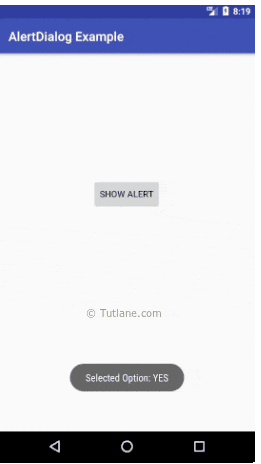 8:19
AlertDialog Example
SHOW ALERT
© Tutlane.com
Selected Option: YES